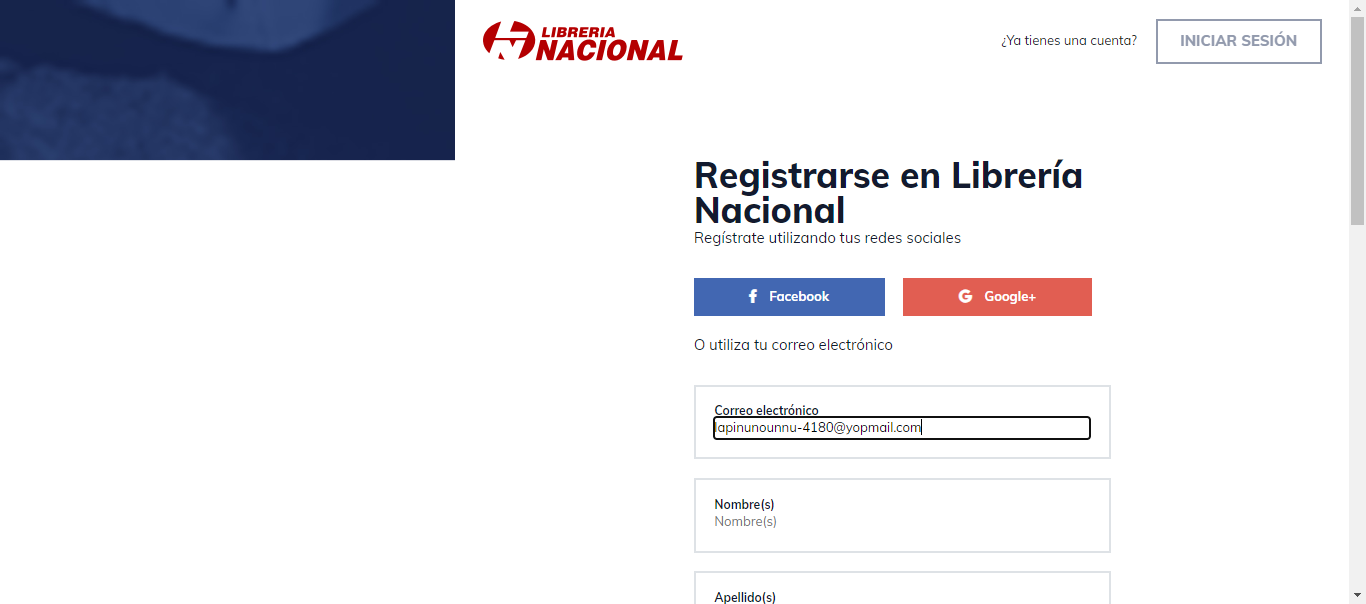 LIBRERIA
NACIONAL
¿Ya tienes una cuenta?
INICIAR SESIÓN
Registrarse en Librería
Nacional
Regístrate utilizando tus redes sociales
Facebook
Google+
O utiliza tu correo electrónico
Correo electrónico
lapinunounnu-4180@yopmail.com
Nombre(s)
Nombre(s)
Apellido(s)